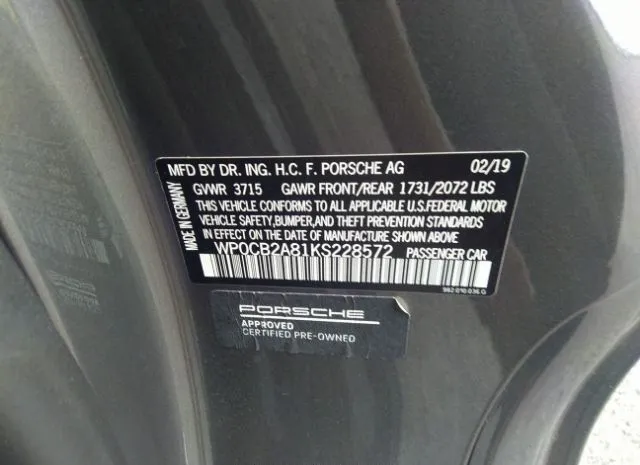 MFD BY DR. ING. H.C. F. PORSCHE AG 02/19
GVWR 3715 GAWR FRONT/REAR 1731/2072 LBS
THIS VEHICLE CONFORMS TO ALL APPLICABLE U.S.FEDERAL MOTOR
VEHICLE SAFETY,BUMPER,AND THEFT PREVENTION STANDARDS
IN EFFECT ON THE DATE OF MANUFACTURE SHOWN ABOVE.
WP0CB2A81KS228572 PASSENGER CAR
MADE IN GERMANY
PORSCHE
APPROVED
CERTIFIED PRE-OWNED